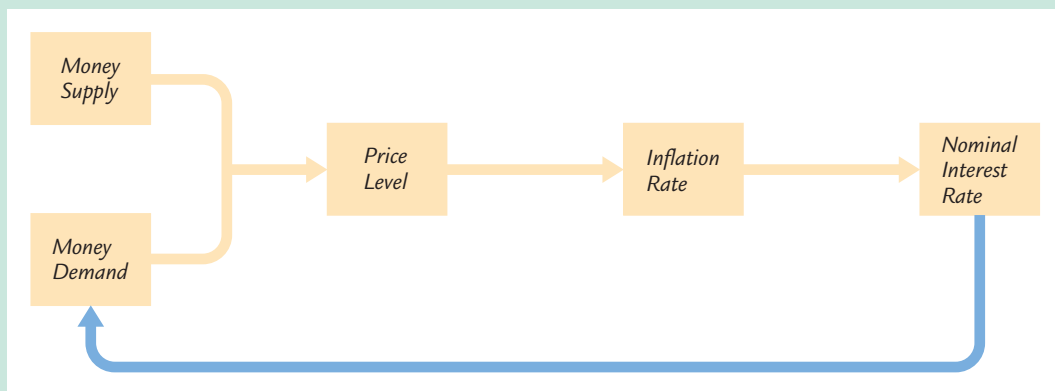 Money
Supply
Money
Demand
Price
Level
Inflation
Rate
Nominal
Interest
Rate